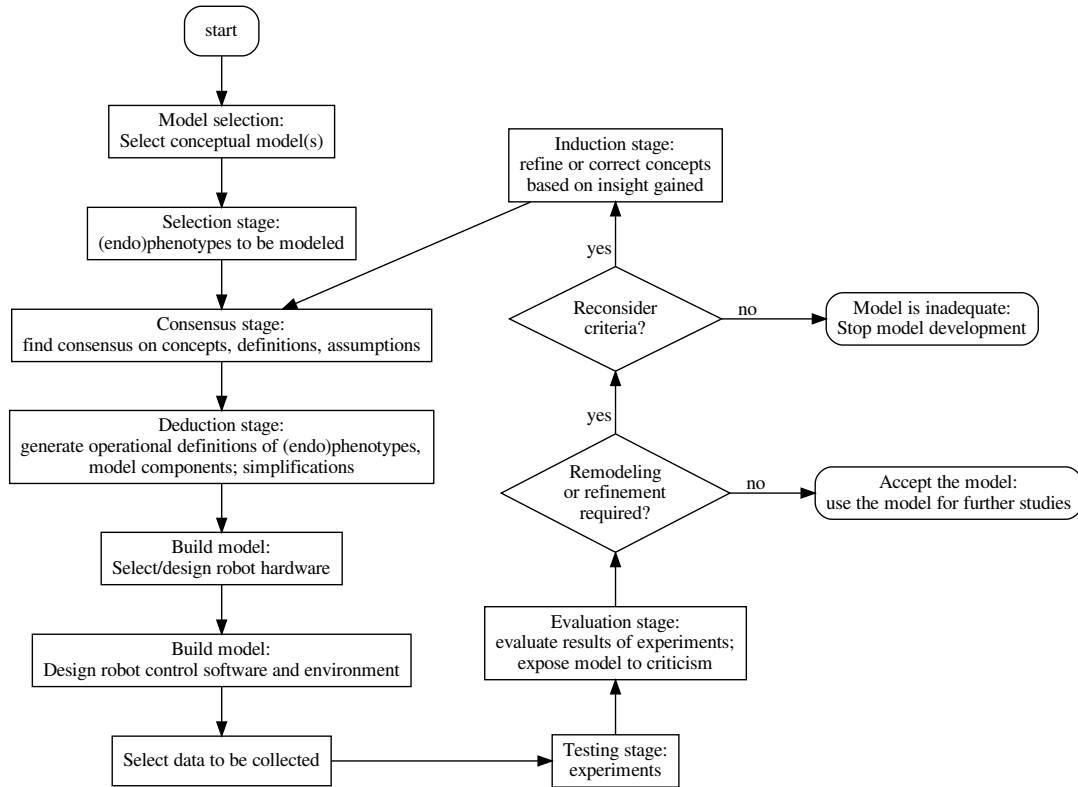 start
Model selection:
Select conceptual model(s)
Selection stage:
(endo)phenotypes to be modeled
Consensus stage:
find consensus on concepts, definitions, assumptions
Deduction stage:
generate operational definitions of (endo)phenotypes,
model components; simplifications
Build model:
Select/design robot hardware
Build model:
Design robot control software and environment
Select data to be collected
Testing stage:
experiments
Evaluation stage:
evaluate results of experiments;
expose model to criticism
Remodeling
or refinement
required?
no
Accept the model:
use the model for further studies
yes
Reconsider
criteria?
no
Model is inadequate:
Stop model development
yes
Induction stage:
refine or correct concepts
based on insight gained